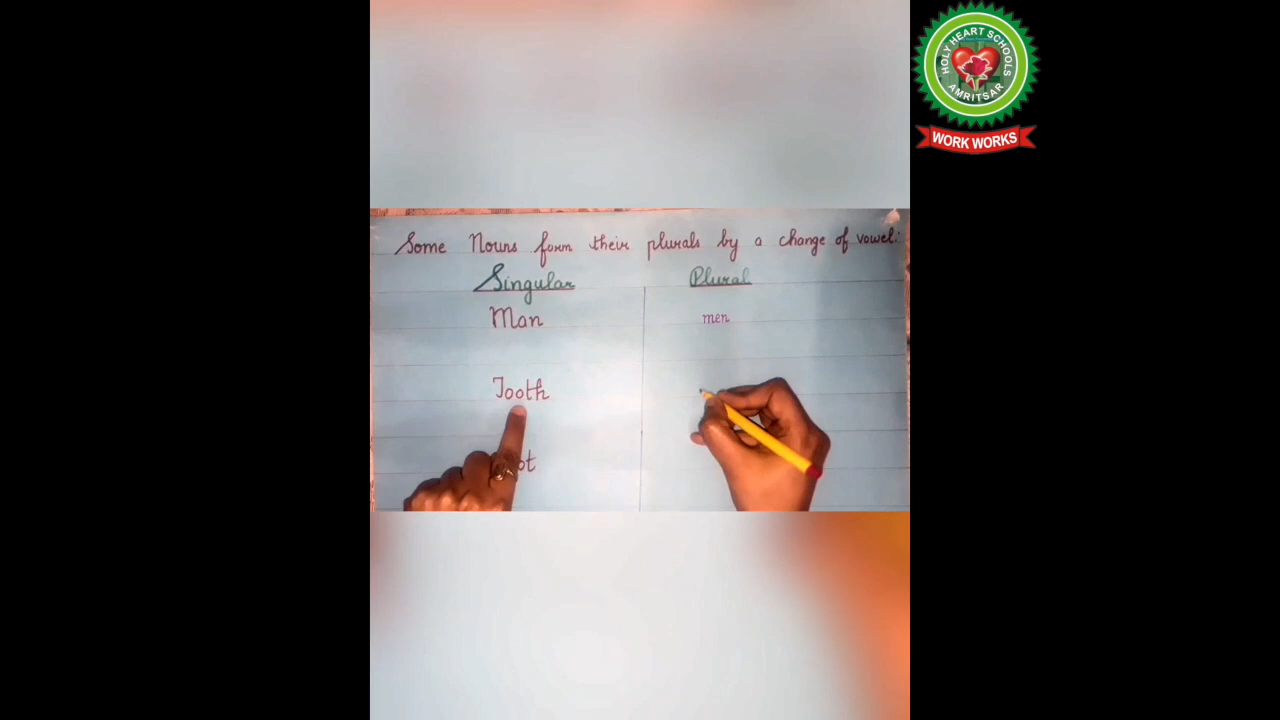 HOLY HEART SCHOOLS
AMRITSAR
WORK WORKS
Some Nouns form their plurals by a change of vowel:
Singular Plural
Man men
Tooth